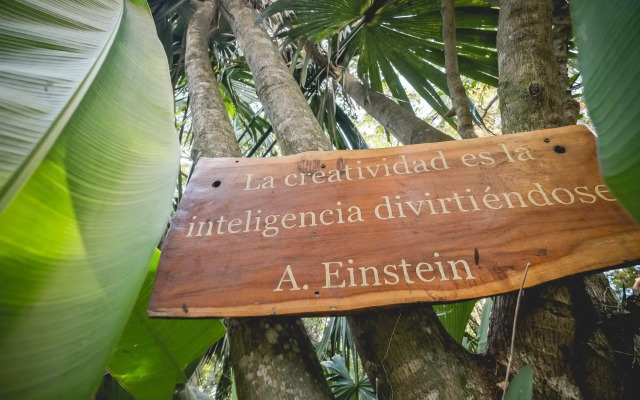 La creatividad es la
inteligencia divirtiéndose
A. Einstein